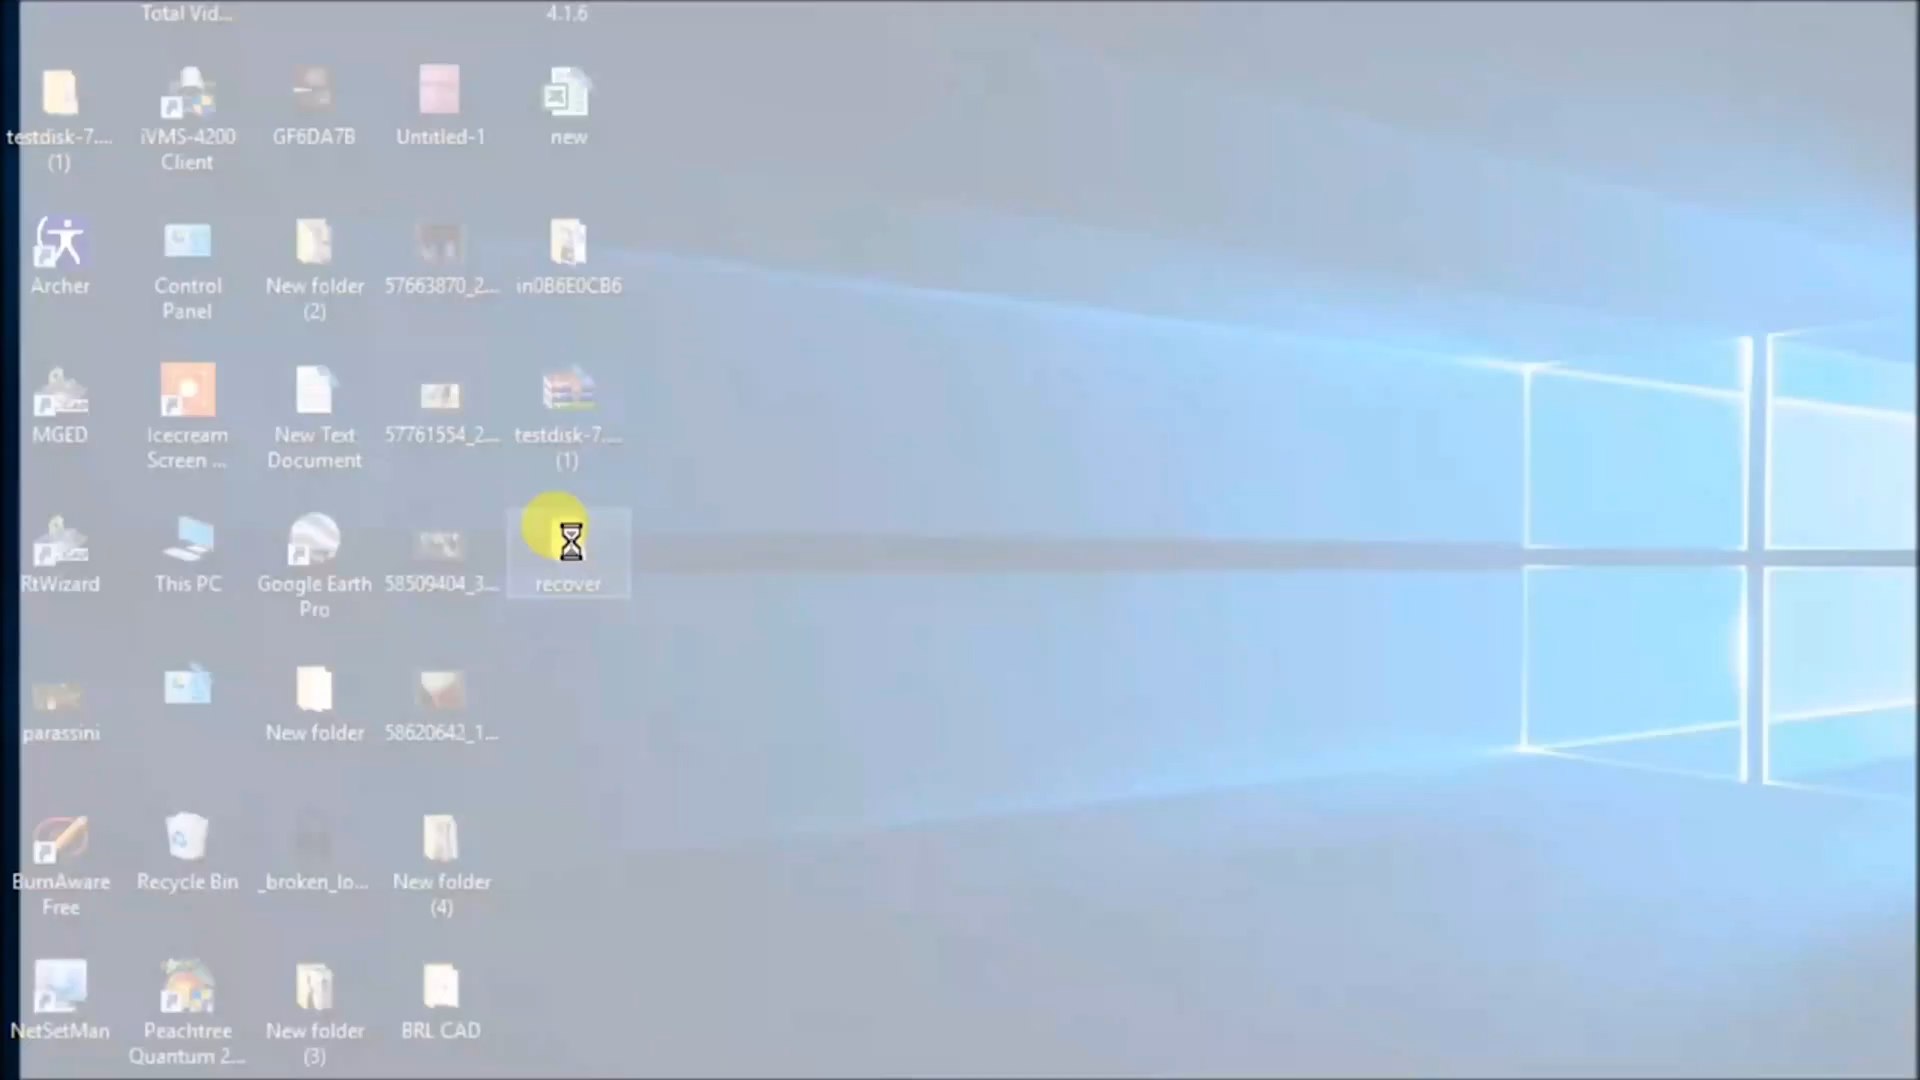 Total Vid...
4.1.6
testdisk-7....
(1)
iVMS-4200
Client
GF6DA7B
Untitled-1
new
Archer
Control
Panel
New folder
(2)
57663870_2...
in0B6E0CB6
MGED
Icecream
Screen ...
New Text
Document
57761554_2...
testdisk-7....
(1)
RtWizard
This PC
Google Earth
Pro
58509404_3...
recover
parassini
New folder
58620642_1...
BurnAware
Free
Recycle Bin
_broken_lo...
New folder
(4)
NetSetMan
Peachtree
Quantum 2...
New folder
(3)
BRL CAD